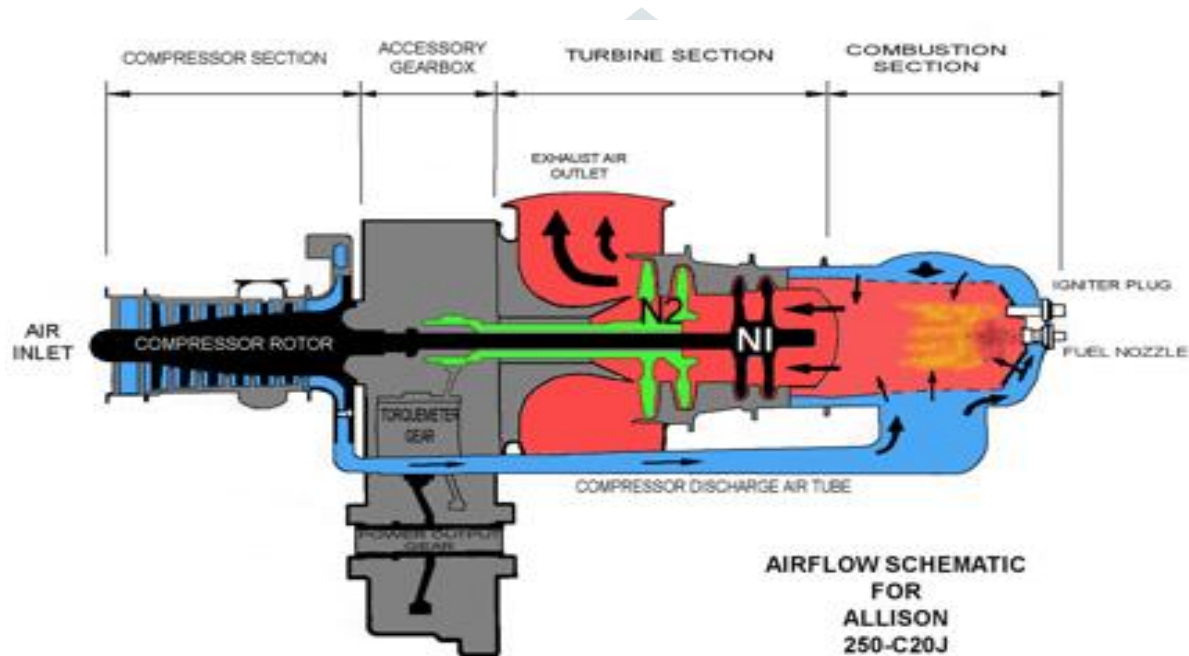 COMPRESSOR SECTION
ACCESSORY
GEARBOX
TURBINE SECTION
COMBUSTION
SECTION
EXHAUST AIR
OUTLET
AIR
INLET
COMPRESSOR ROTOR
N2
N1
IGNITER PLUG
FUEL NOZZLE
TORQUEMETER
GEAR
COMPRESSOR DISCHARGE AIR TUBE
POWER OUTPUT
GEAR
AIRFLOW SCHEMATIC
FOR
ALLISON
250-C20J